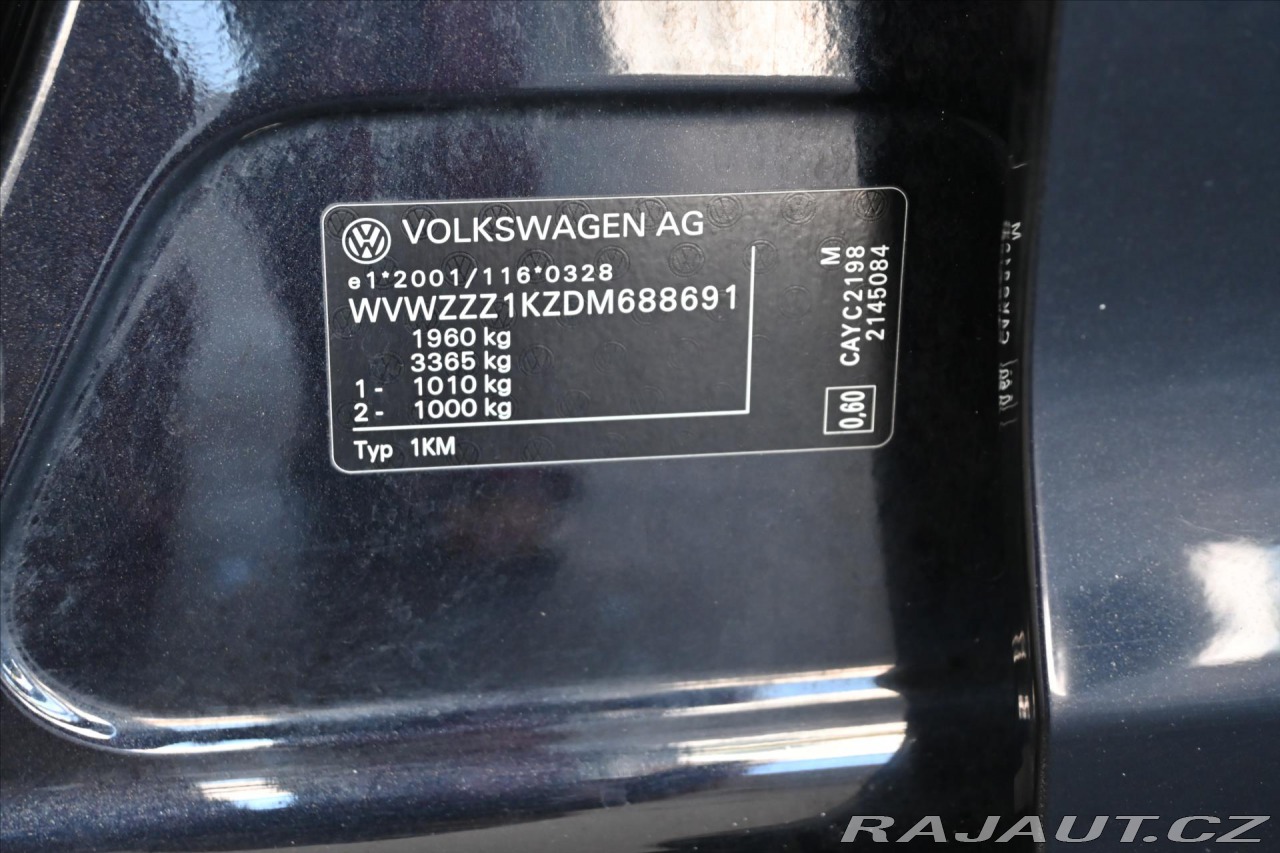 VOLKSWAGEN AG
e1*2001/116*0328
WVWZZZ1KZDM688691
1960 kg
3365 kg
1- 1010 kg
2- 1000 kg
Typ 1KM
M
CAYC2198
2145084
0,60
RAJAUT.CZ